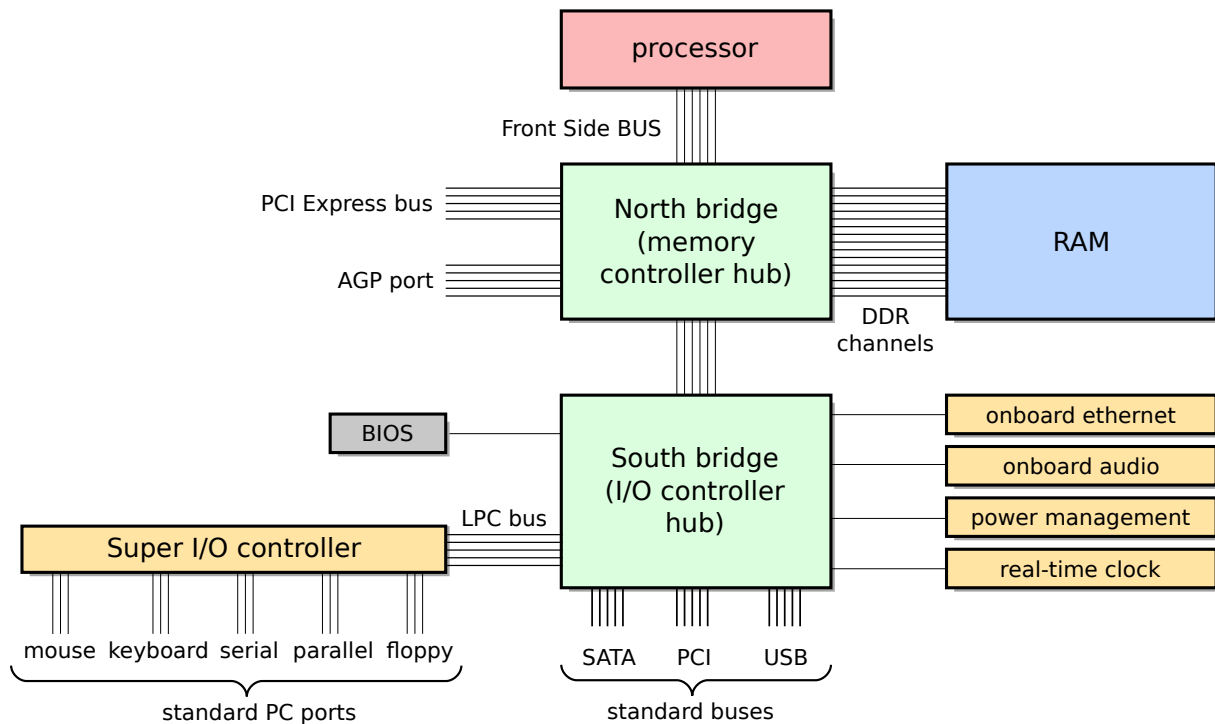 processor
Front Side BUS
PCI Express bus
AGP port
North bridge
(memory
controller hub)
RAM
DDR
channels
BIOS
South bridge
(I/O controller
hub)
onboard ethernet
onboard audio
power management
real-time clock
LPC bus
Super I/O controller
mouse keyboard serial parallel floppy
standard PC ports
SATA PCI USB
standard buses